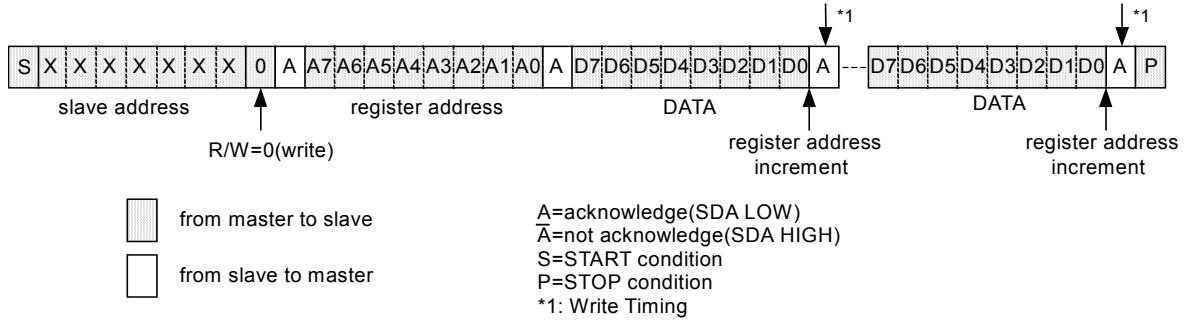 *1 *1
S X X X X X X X 0 A A7 A6 A5 A4 A3 A2 A1 A0 A D7 D6 D5 D4 D3 D2 D1 D0 A D7 D6 D5 D4 D3 D2 D1 D0 A P
slave address register address DATA DATA
R/W=0(write)
register address
increment
register address
increment
from master to slave
from slave to master
A=acknowledge(SDA LOW)
A̅=not acknowledge(SDA HIGH)
S=START condition
P=STOP condition
*1: Write Timing